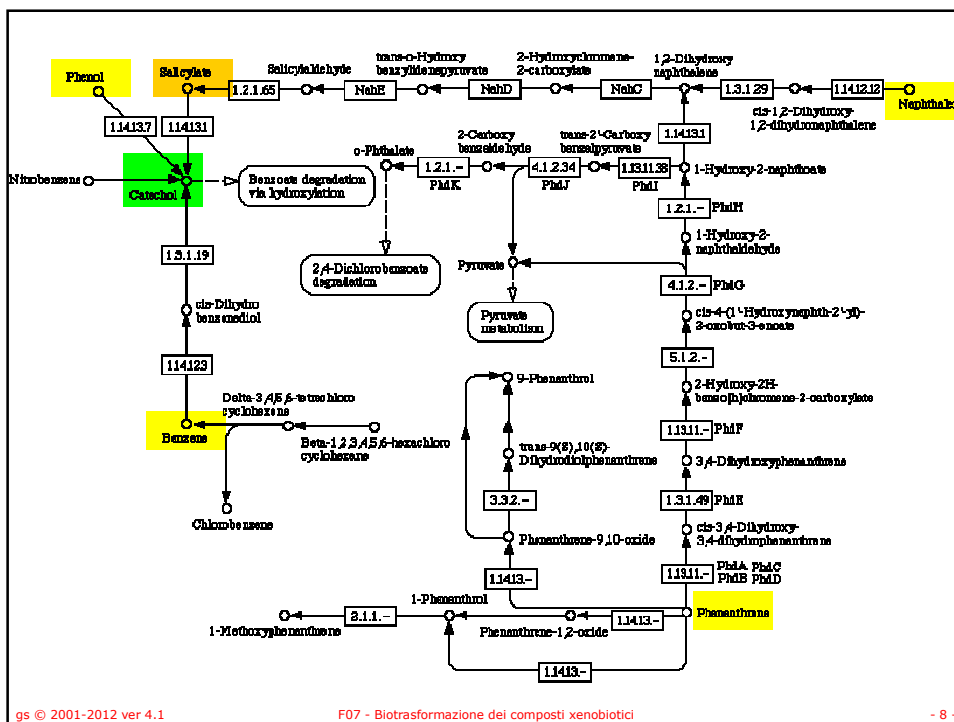 Phenol
Salicylate
Salicylaldehyde
trans-o-Hydroxy
benzylidenepyruvate
2-Hydroxychromene-
2-carboxylate
1,2-Dihydroxy
naphthalene
1.2.1.65
NahE
NahD
NahC
1.3.1.29
1.14.12.12
Naphthalen
cis-1,2-Dihydroxy-
1,2-dihydronaphthalene
1.14.13.7
1.14.13.1
1.14.13.1
o-Phthalate
2-Carboxy
benzaldehyde
trans-2'-Carboxy
benzalpyruvate
1.2.1.-
4.1.2.34
1.13.11.38
PhdK
PhdJ
PhdI
1-Hydroxy-2-naphthoate
Nitrobenzene
Catechol
Benzoate degradation
via hydroxylation
1.2.1.-
PhdH
1-Hydroxy-2-
naphthaldehyde
1.3.1.19
2,4-Dichlorobenzoate
degradation
Pyruvate
4.1.2.-
PhdG
cis-Dihydro
benzenediol
Pyruvate
metabolism
cis-4-(1'-Hydroxynaphth-2'-yl)-
2-oxobut-3-enoate
5.1.2.-
1.14.12.3
9-Phenanthrol
2-Hydroxy-2H-
benzo[h]chromene-2-carboxylate
Delta-3,4,5,6-tetrachloro
cyclohexene
Benzene
Beta-1,2,3,4,5,6-hexachloro
cyclohexane
1.13.11.-
PhdF
trans-9(S),10(S)-
Dihydrodiolphenanthrene
3,4-Dihydroxyphenanthrene
3.3.2.-
1.3.1.49
PhdE
Chlorobenzene
Phenanthrene-9,10-oxide
cis-3,4-Dihydroxy-
3,4-dihydrophenanthrene
1.14.13.-
1.13.11.-
PhdA PhdC
PhdB PhdD
1-Phenanthrol
2.1.1.-
1-Methoxyphenanthrene
Phenanthrene-1,2-oxide
1.14.13.-
Phenanthrene
1.14.13.-
gs © 2001-2012 ver 4.1
F07 - Biotrasformazione dei composti xenobiotici
- 8 -